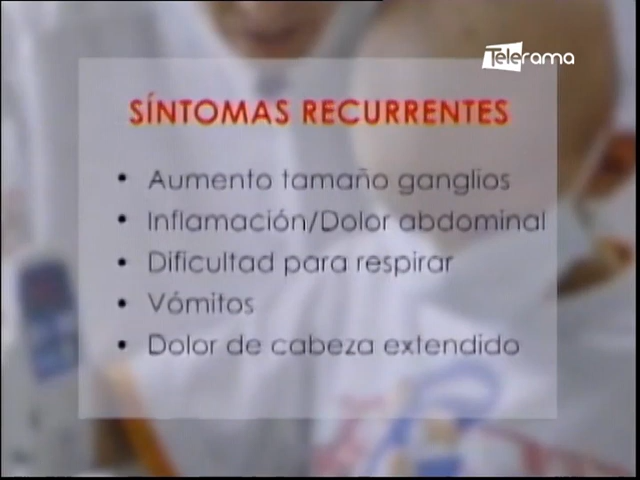 Telerama
SÍNTOMAS RECURRENTES
• Aumento tamaño ganglios
• Inflamación/Dolor abdominal
• Dificultad para respirar
• Vómitos
• Dolor de cabeza extendido